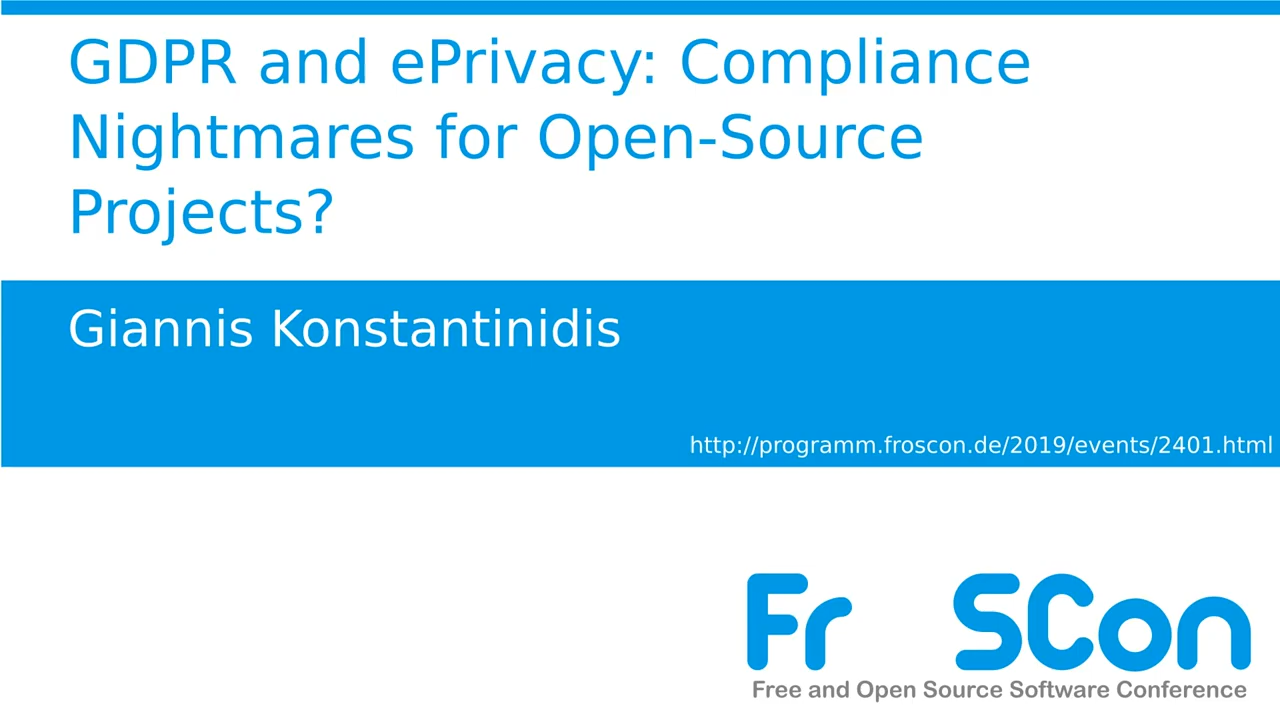 GDPR and ePrivacy: Compliance
Nightmares for Open-Source
Projects?
Giannis Konstantinidis
http://programm.froscon.de/2019/events/2401.html
Fr SCon
Free and Open Source Software Conference